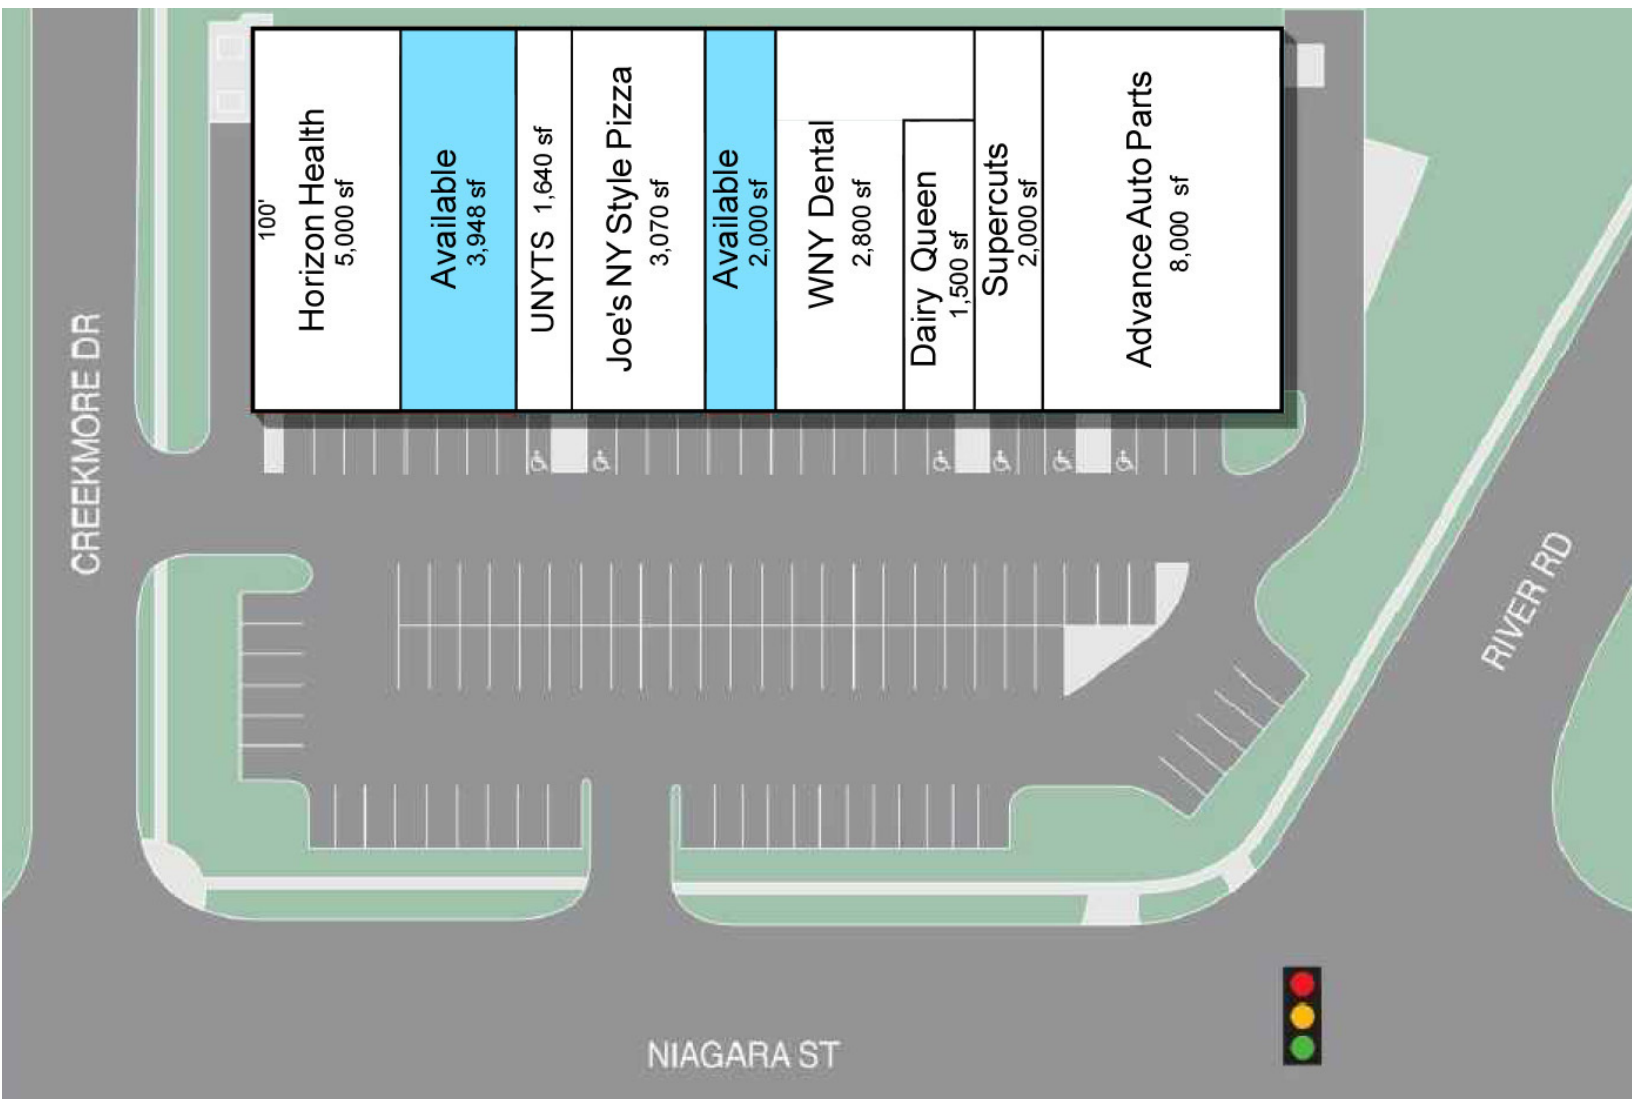 100'
Horizon Health
5,000 sf
Available
3,948 sf
UNYTS 1,640 sf
Joe's NY Style Pizza
3,070 sf
Available
2,000 sf
WNY Dental
2,800 sf
Dairy Queen
1,500 sf
Supercuts
2,000 sf
Advance Auto Parts
8,000 sf
CREEKMORE DR
RIVER RD
NIAGARA ST